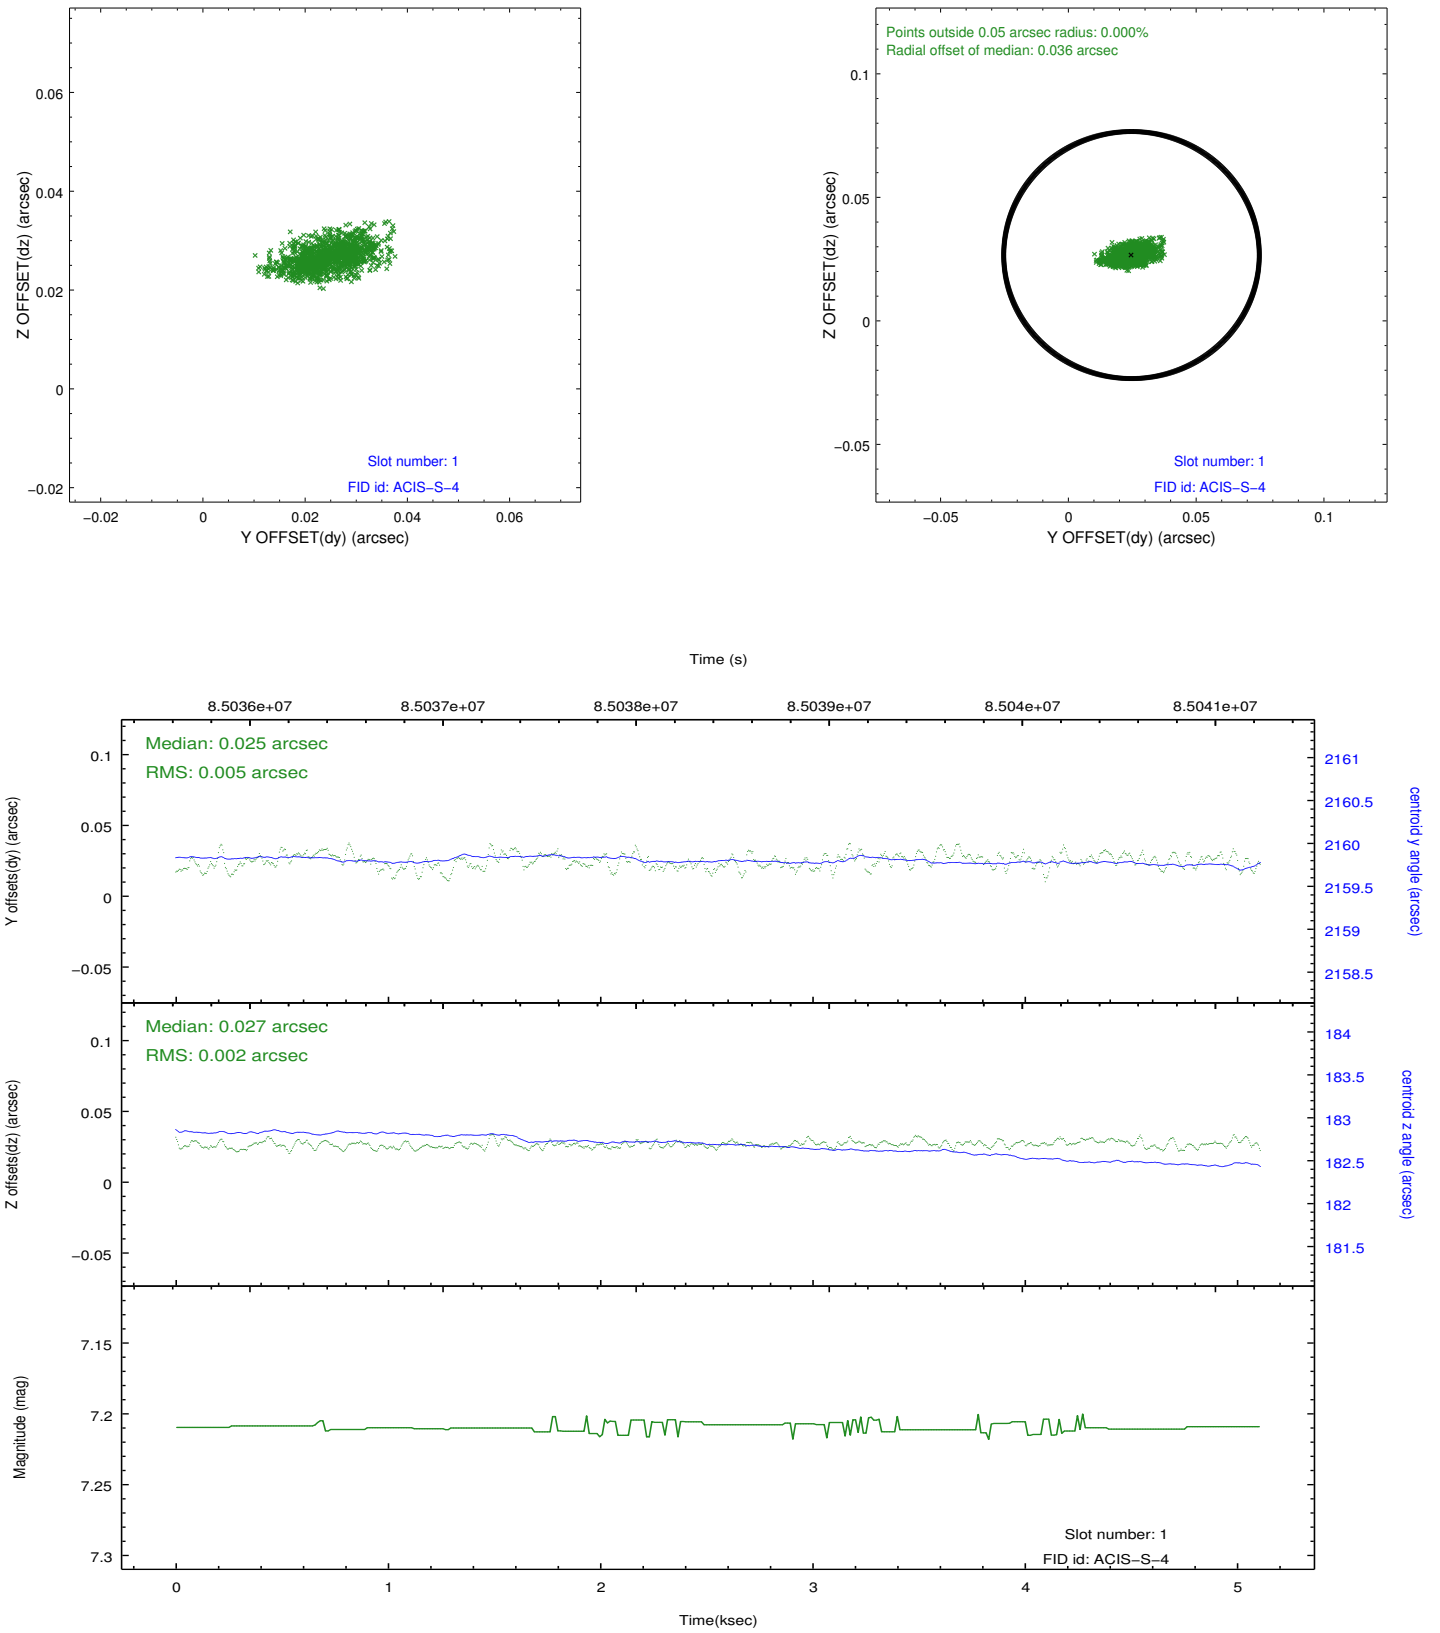 0.06
0.04
0.02
0
−0.02
−0.02
0
0.02
0.04
0.06
Z OFFSET(dz) (arcsec)
Y OFFSET(dy) (arcsec)
Slot number: 1
FID id: ACIS−S−4
Points outside 0.05 arcsec radius: 0.000%
Radial offset of median: 0.036 arcsec
0.1
0.05
0
−0.05
−0.05
0
0.05
0.1
Z OFFSET(dz) (arcsec)
Y OFFSET(dy) (arcsec)
Slot number: 1
FID id: ACIS−S−4
Time (s)
8.5036e+07
8.5037e+07
8.5038e+07
8.5039e+07
8.504e+07
8.5041e+07
Median: 0.025 arcsec
RMS: 0.005 arcsec
0.1
0.05
0
−0.05
Y offsets(dy) (arcsec)
2161
2160.5
2160
2159.5
2159
2158.5
centroid y angle (arcsec)
Median: 0.027 arcsec
RMS: 0.002 arcsec
0.1
0.05
0
−0.05
Z offsets(dz) (arcsec)
184
183.5
183
182.5
182
181.5
centroid z angle (arcsec)
7.15
7.2
7.25
7.3
Magnitude (mag)
Slot number: 1
FID id: ACIS−S−4
0
1
2
3
4
5
Time(ksec)